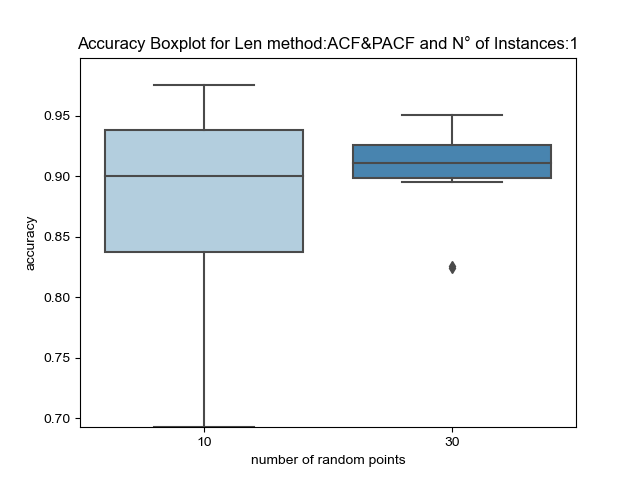 Accuracy Boxplot for Len method:ACF&PACF and N° of Instances:1
0.95
0.90
0.85
0.80
0.75
0.70
accuracy
10 30
number of random points